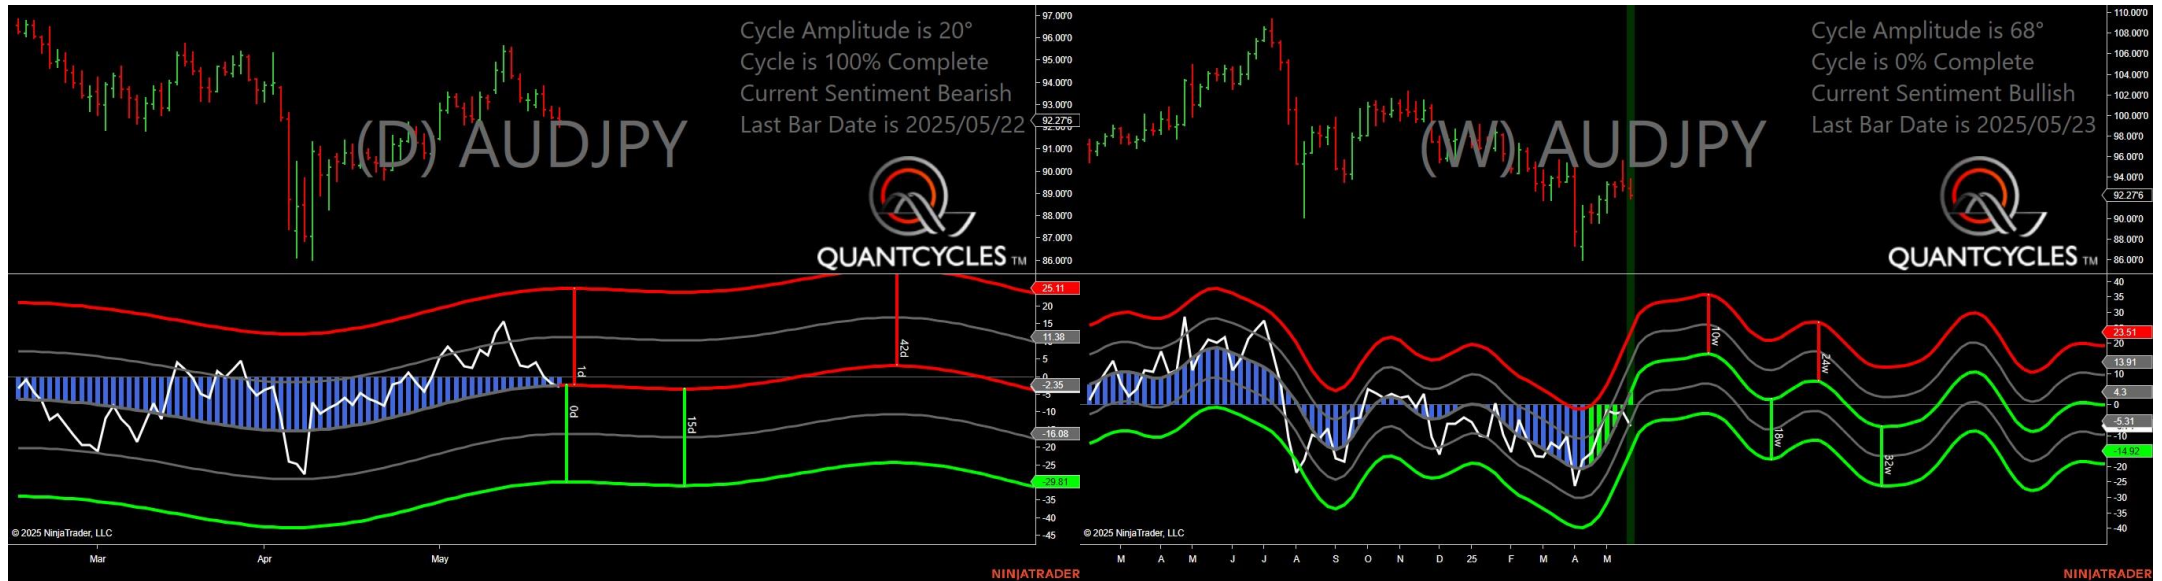 Cycle Amplitude is 20°
Cycle is 100% Complete
Current Sentiment Bearish
Last Bar Date is 2025/05/22
(D) AUDJPY
QUANTCYCLES TM
97.00'0
96.00'0
95.00'0
94.00'0
93.00'0
92.27'6
92.00'0
91.00'0
90.00'0
89.00'0
88.00'0
87.00'0
86.00'0
25.11
20
15
11.38
5
0
-2.35
-5
-10
-16.08
-20
-25
-29.81
-35
-40
-45
1d
0d
15d
42d
© 2025 NinjaTrader, LLC
Mar
Apr
May
NINJATRADER
Cycle Amplitude is 68°
Cycle is 0% Complete
Current Sentiment Bullish
Last Bar Date is 2025/05/23
(W) AUDJPY
QUANTCYCLES TM
110.00'0
108.00'0
106.00'0
104.00'0
102.00'0
100.00'0
98.00'0
96.00'0
94.00'0
92.27'6
90.00'0
88.00'0
86.00'0
40
35
30
23.51
20
13.91
10
4.3
0
-5.31
-10
-14.92
-20
-25
-30
-35
-40
10w
18w
24w
32w
© 2025 NinjaTrader, LLC
M
A
M
J
J
A
S
O
N
D
25
F
M
A
M
NINJATRADER